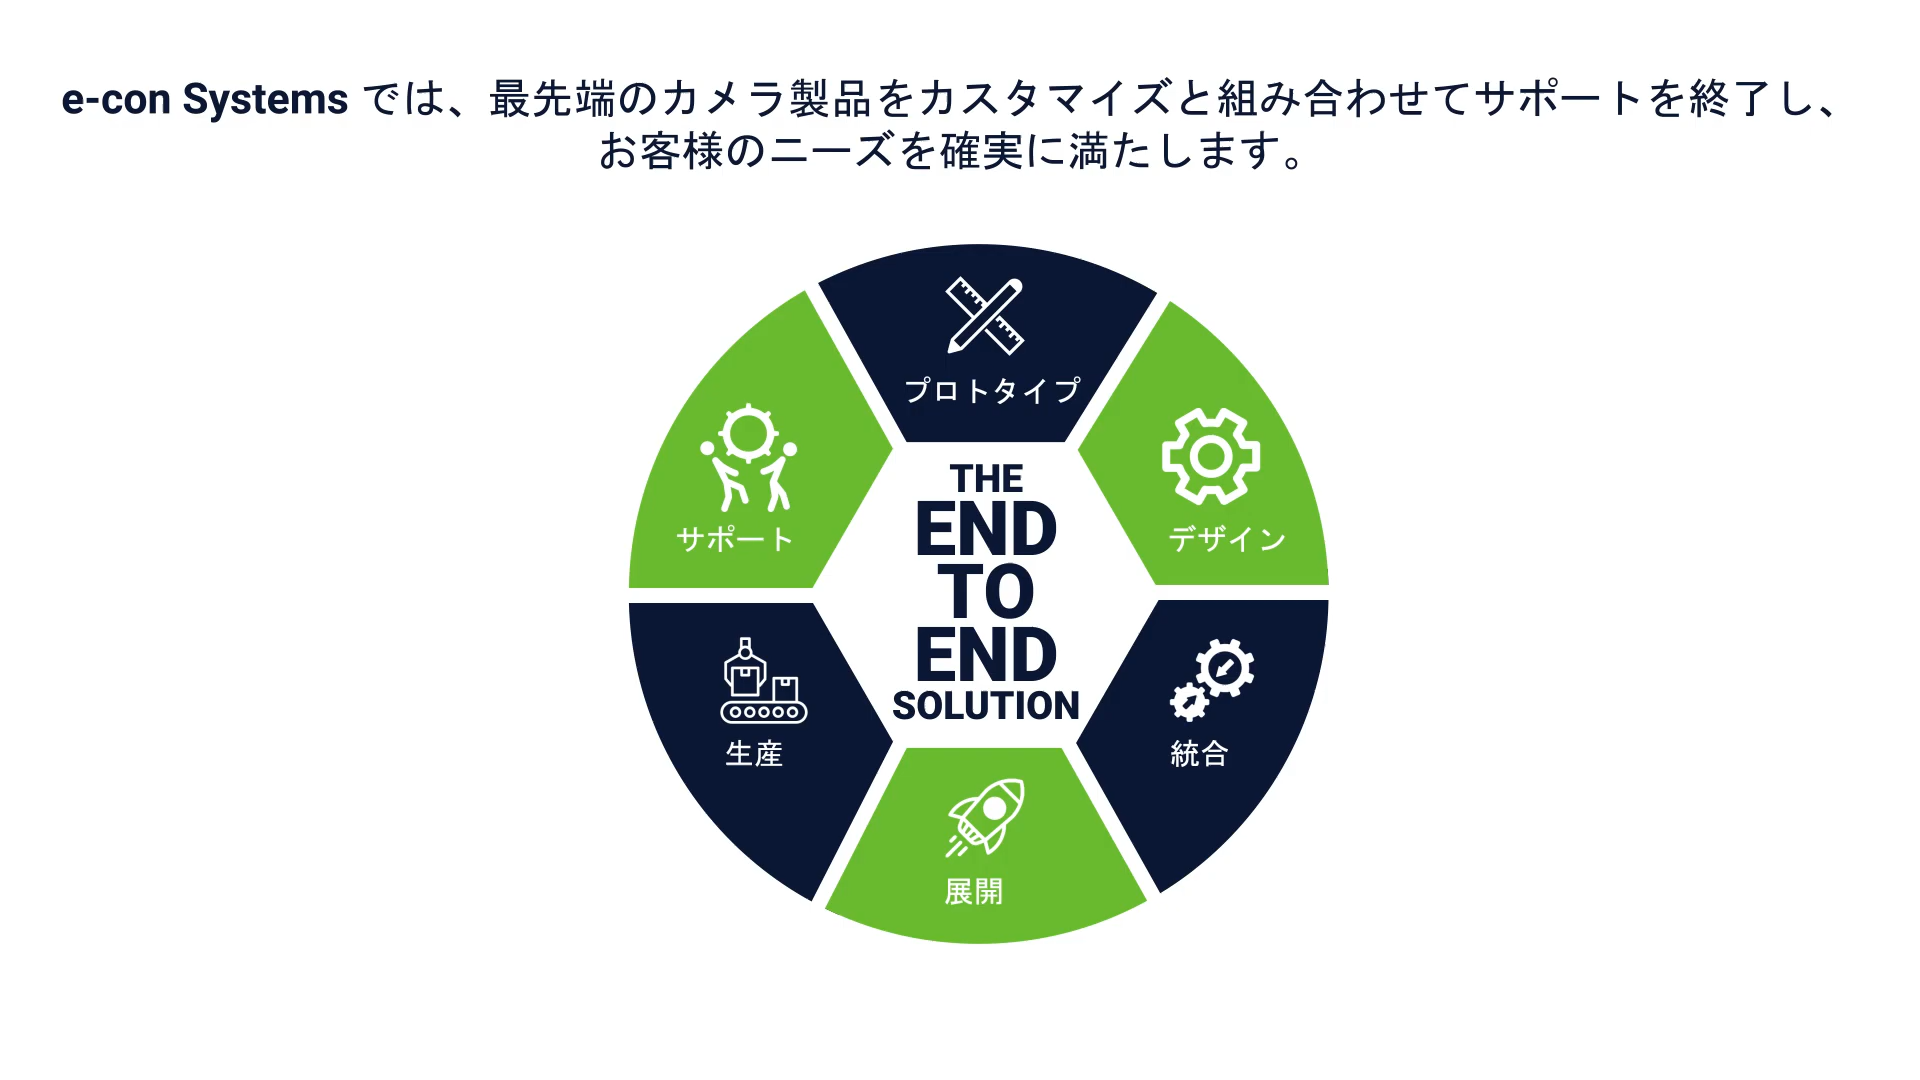 e-con Systems では、最先端のカメラ製品をカスタマイズと組み合わせてサポートを終了し、
お客様のニーズを確実に満たします。
プロトタイプ
サポート
デザイン
THE
END
TO
END
SOLUTION
生産
統合
展開